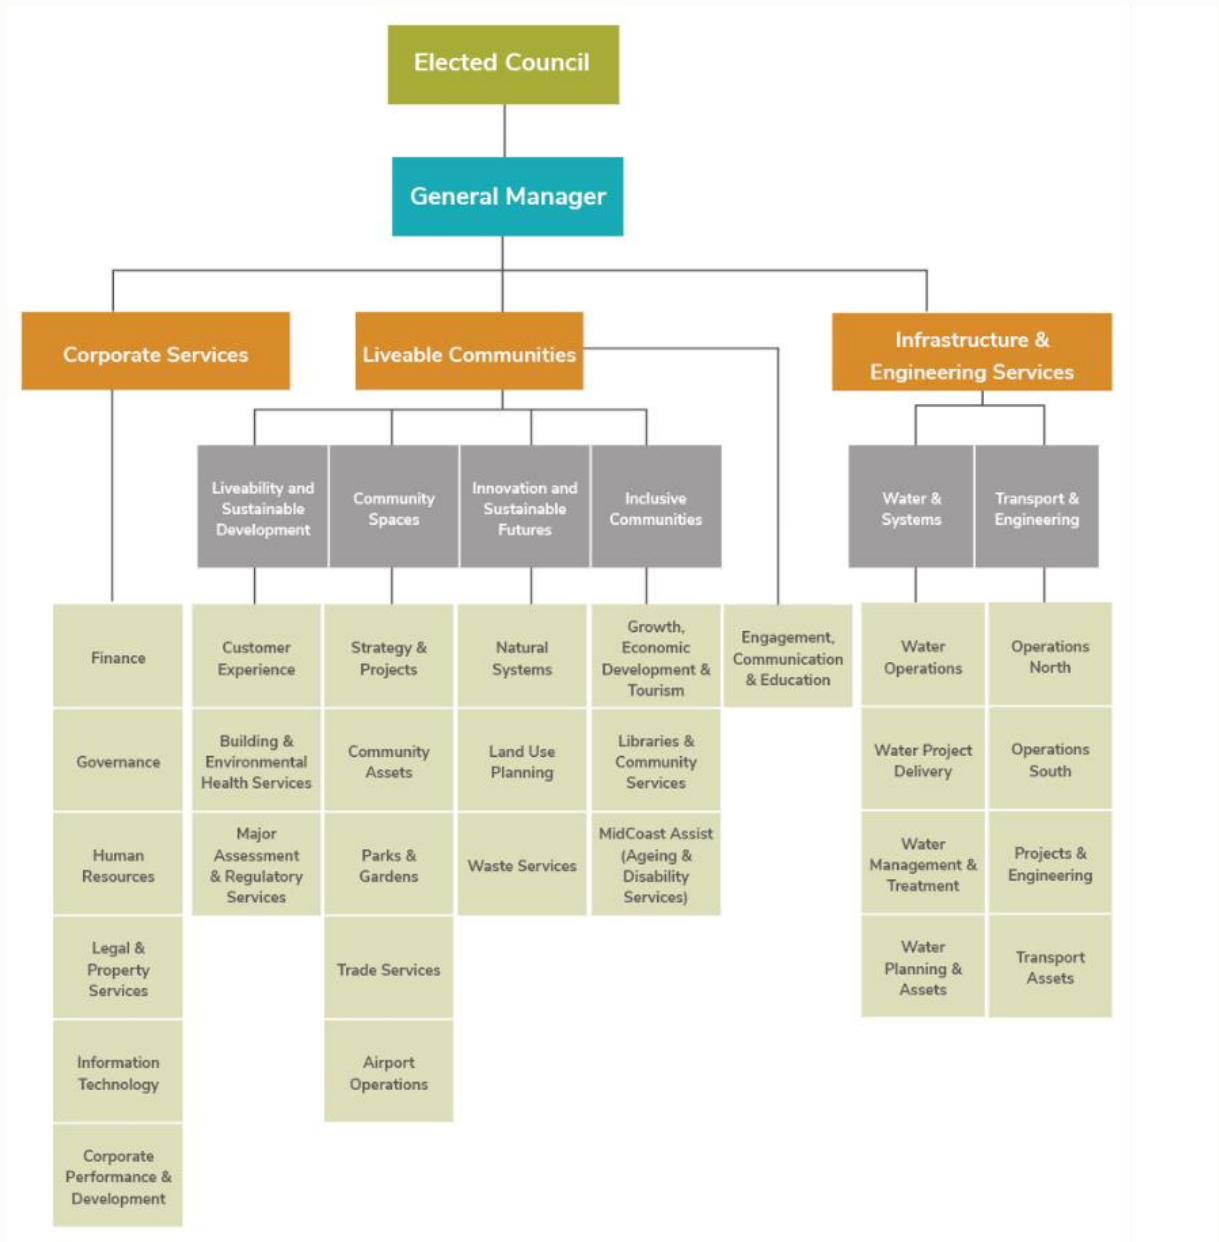 Elected Council
General Manager
Corporate Services
Liveable Communities
Infrastructure &
Engineering Services
Liveability and
Sustainable
Development
Community
Spaces
Innovation and
Sustainable
Futures
Inclusive
Communities
Water &
Systems
Transport &
Engineering
Finance
Governance
Human
Resources
Legal &
Property
Services
Information
Technology
Corporate
Performance &
Development
Customer
Experience
Building &
Environmental
Health Services
Major
Assessment
& Regulatory
Services
Strategy &
Projects
Community
Assets
Parks &
Gardens
Trade Services
Airport
Operations
Natural
Systems
Land Use
Planning
Waste Services
Growth,
Economic
Development &
Tourism
Libraries &
Community
Services
MidCoast Assist
(Ageing &
Disability
Services)
Engagement,
Communication
& Education
Water
Operations
Water Project
Delivery
Water
Management &
Treatment
Water
Planning &
Assets
Operations
North
Operations
South
Projects &
Engineering
Transport
Assets